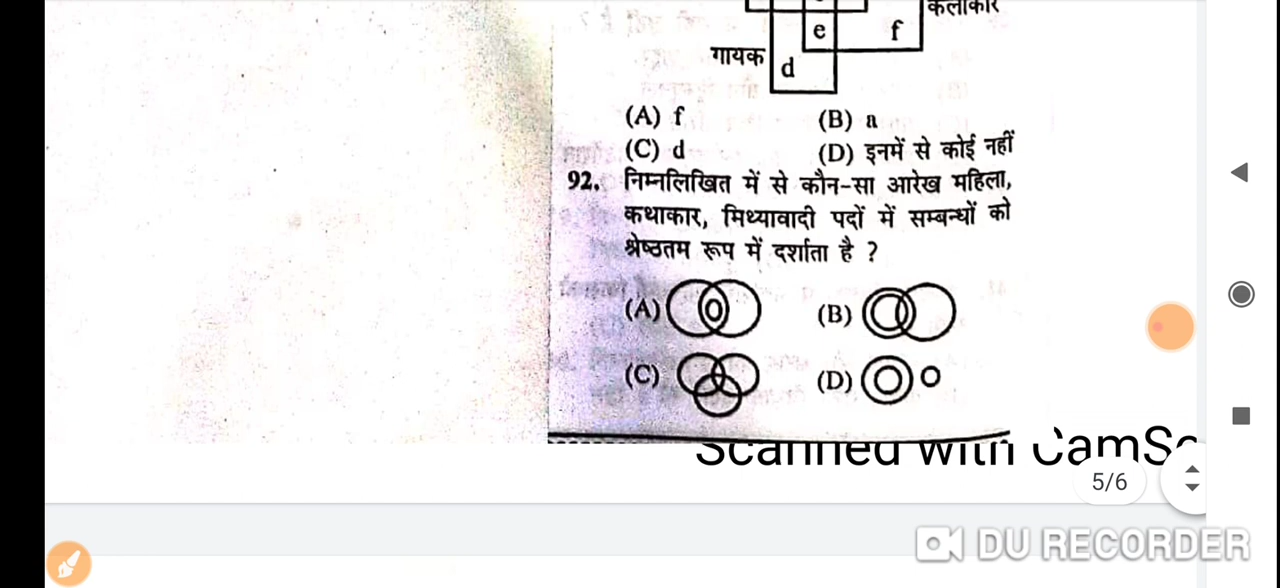 कलाकार
e f
गायक
d
(A) f (B) a
(C) d (D) इनमें से कोई नहीं
92. निम्नलिखित में से कौन-सा आरेख महिला,
कथाकार, मिथ्यावादी पदों में सम्बन्धों को
श्रेष्ठतम रूप में दर्शाता है ?
(A) (B)
(C) (D)
Scanned with CamSc
5/6
DU RECORDER